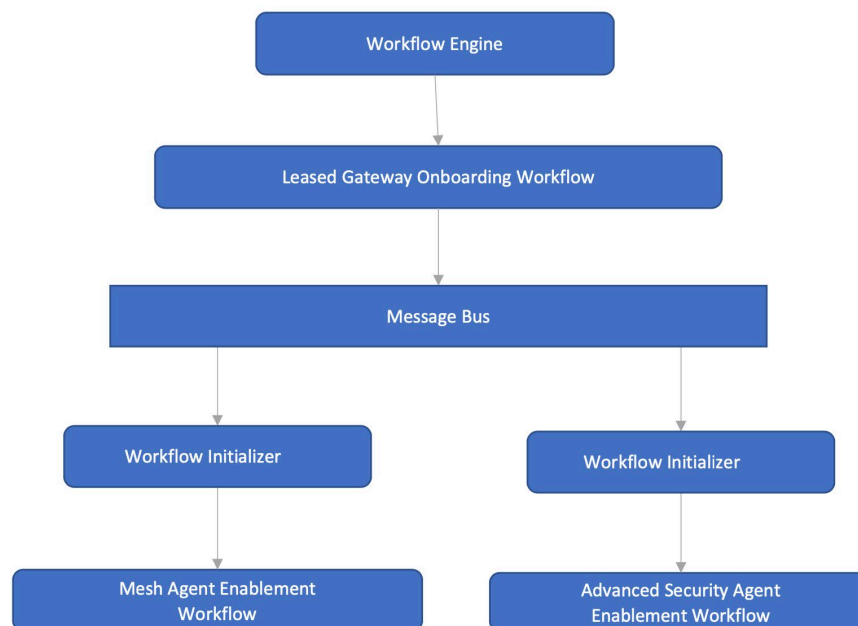 Workflow Engine
Leased Gateway Onboarding Workflow
Message Bus
Workflow Initializer
Workflow Initializer
Mesh Agent Enablement
Workflow
Advanced Security Agent
Enablement Workflow